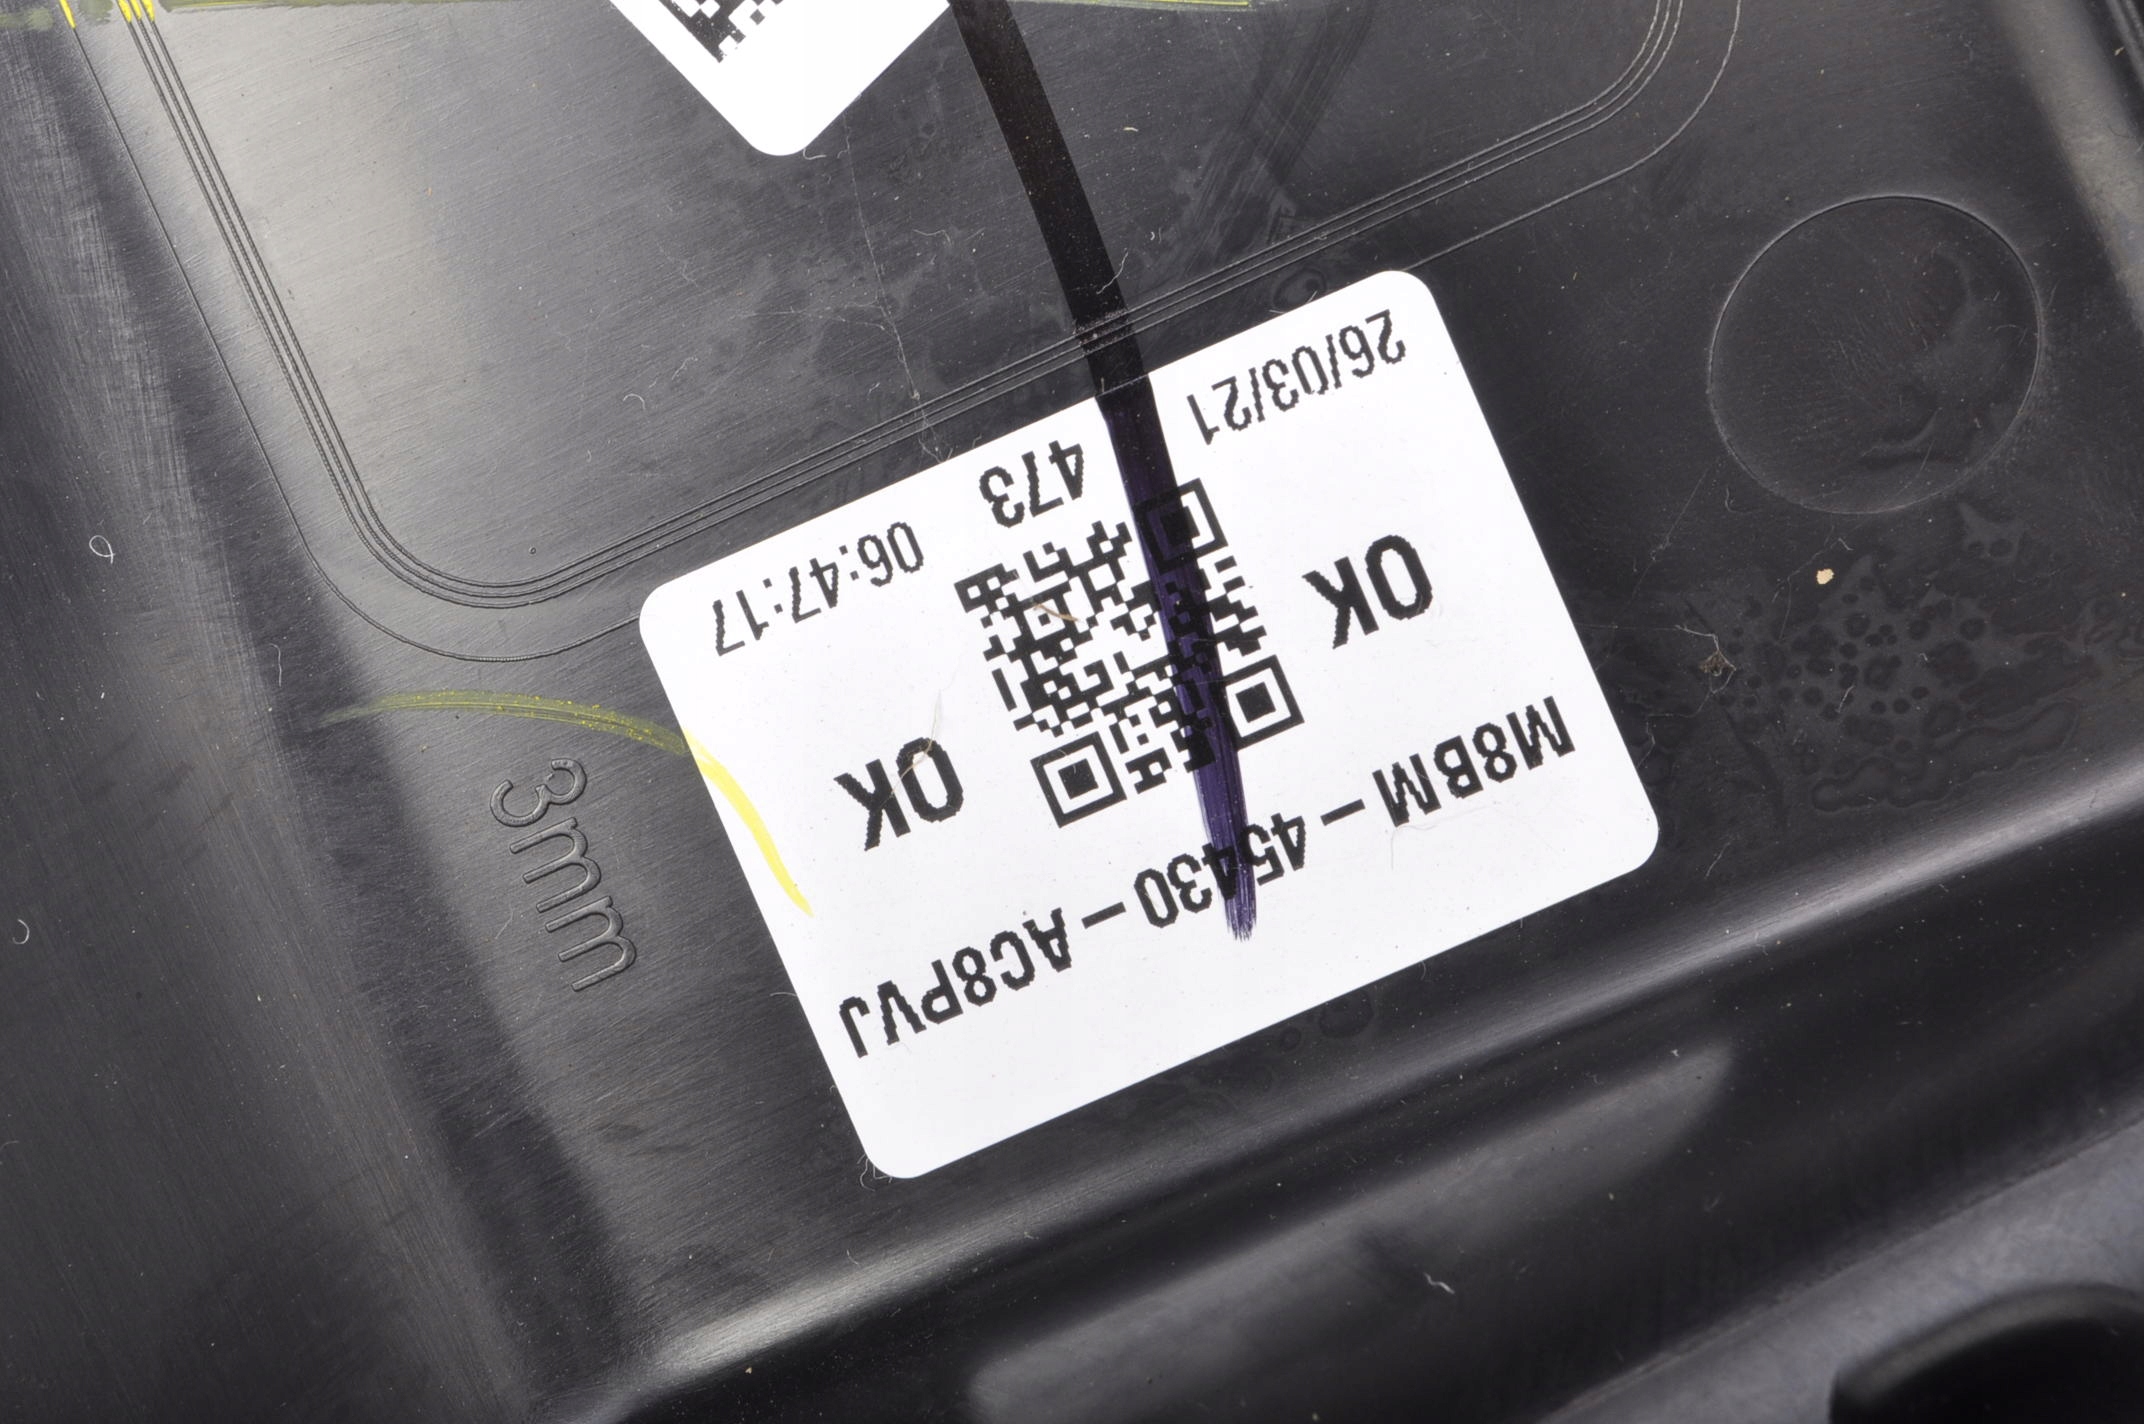 M8BM – 45430 – AC8PVJ
OK OK
26/03/21 473 06:47:17
3mm